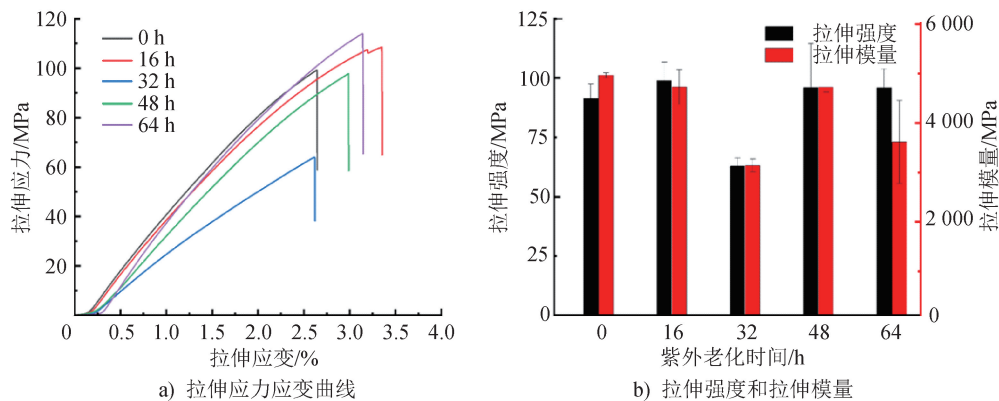 120
100
80
60
40
20
0
0.5
1.0
1.5
2.0
2.5
3.0
3.5
4.0
拉伸应力/MPa
0 h
16 h
32 h
48 h
64 h
拉伸应变/%
a) 拉伸应力应变曲线
125
100
75
50
25
0
拉伸强度/MPa
拉伸强度
拉伸模量
6 000
4 000
2 000
0
拉伸模量/MPa
0
16
32
48
64
紫外老化时间/h
b) 拉伸强度和拉伸模量